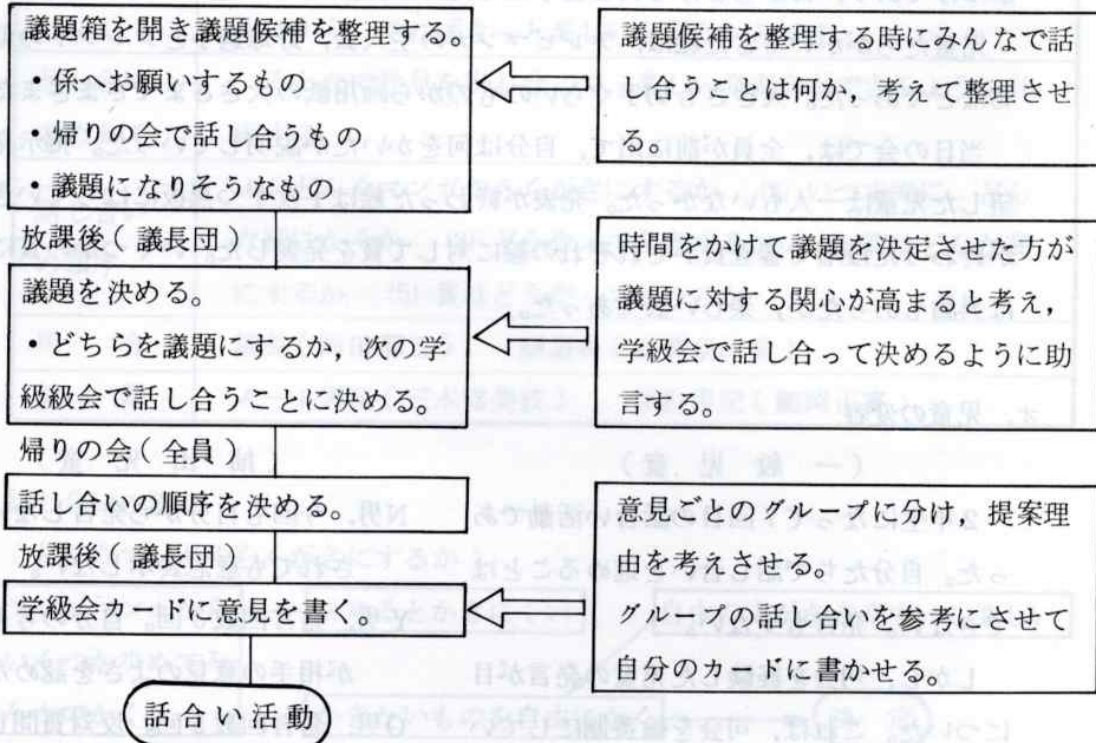 議題箱を開き議題候補を整理する。
・係へお願いするもの
・帰りの会で話し合うもの
・議題になりそうなもの
放課後(議長団)
議題を決める。
・どちらを議題にするか,次の学
級級会で話し合うことに決める。
帰りの会(全員)
話し合いの順序を決める。
放課後(議長団)
学級会カードに意見を書く。
話合い活動
議題候補を整理する時にみんなで話
し合うことは何か,考えて整理させ
る。
時間をかけて議題を決定させた方が
議題に対する関心が高まると考え,
学級会で話し合って決めるように助
言する。
意見ごとのグループに分け,提案理
由を考えさせる。
グループの話し合いを参考にさせて
自分のカードに書かせる。